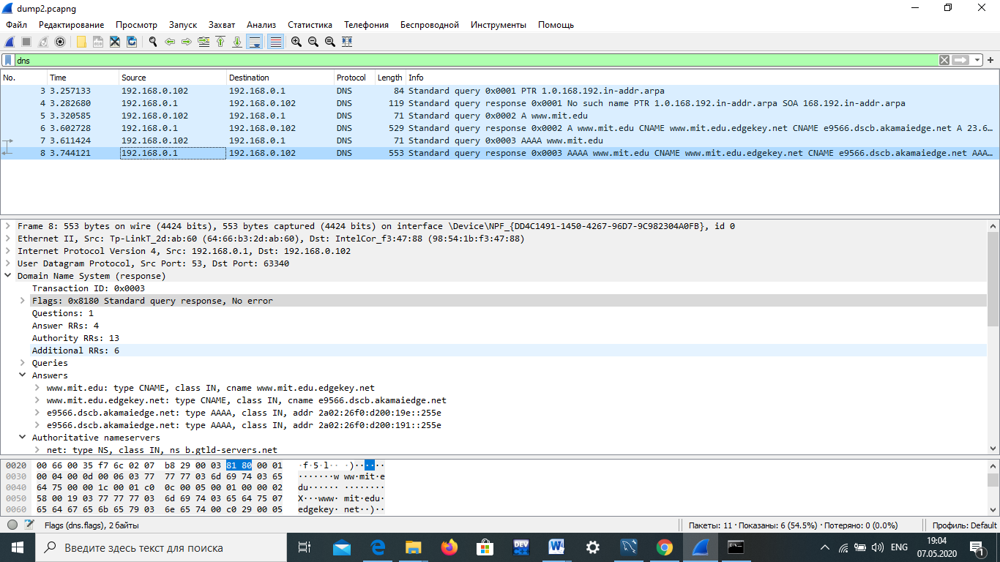 dump2.pcapng
Файл Редактирование Просмотр Запуск Захват Анализ Статистика Телефония Беспроводной Инструменты Помощь
dns
No. Time Source Destination Protocol Length Info
3 3.257133 192.168.0.102 192.168.0.1 DNS 84 Standard query 0x0001 PTR 1.0.168.192.in-addr.arpa
4 3.282680 192.168.0.1 192.168.0.102 DNS 119 Standard query response 0x0001 No such name PTR 1.0.168.192.in-addr.arpa SOA 168.192.in-addr.arpa
5 3.320585 192.168.0.102 192.168.0.1 DNS 71 Standard query 0x0002 A www.mit.edu
6 3.602728 192.168.0.1 192.168.0.102 DNS 529 Standard query response 0x0002 A www.mit.edu CNAME www.mit.edu.edgekey.net CNAME e9566.dscb.akamaiedge.net A 23.6…
7 3.611424 192.168.0.102 192.168.0.1 DNS 71 Standard query 0x0003 AAAA www.mit.edu
8 3.744121 192.168.0.1 192.168.0.102 DNS 553 Standard query response 0x0003 AAAA www.mit.edu CNAME www.mit.edu.edgekey.net CNAME e9566.dscb.akamaiedge.net AAA…
Frame 8: 553 bytes on wire (4424 bits), 553 bytes captured (4424 bits) on interface \Device\NPF_{DD4C1491-1450-4267-96D7-9C982304A0FB}, id 0
Ethernet II, Src: Tp-LinkT_2d:ab:60 (64:66:b3:2d:ab:60), Dst: IntelCor_f3:47:88 (98:54:1b:f3:47:88)
Internet Protocol Version 4, Src: 192.168.0.1, Dst: 192.168.0.102
User Datagram Protocol, Src Port: 53, Dst Port: 63340
Domain Name System (response)
Transaction ID: 0x0003
Flags: 0x8180 Standard query response, No error
Questions: 1
Answer RRs: 4
Authority RRs: 13
Additional RRs: 6
Queries
Answers
www.mit.edu: type CNAME, class IN, cname www.mit.edu.edgekey.net
www.mit.edu.edgekey.net: type CNAME, class IN, cname e9566.dscb.akamaiedge.net
e9566.dscb.akamaiedge.net: type AAAA, class IN, addr 2a02:26f0:d200:19e::255e
e9566.dscb.akamaiedge.net: type AAAA, class IN, addr 2a02:26f0:d200:191::255e
Authoritative nameservers
net: type NS, class IN, ns b.gtld-servers.net
0020 00 66 00 35 f7 6c 02 07 b8 29 00 03 81 80 00 01 ·f·5·l·· ·)······
0030 00 04 00 0d 00 06 03 77 77 77 03 6d 69 74 03 65 ·······w ww·mit·e
0040 64 75 00 00 1c 00 01 c0 0c 00 05 00 01 00 00 02 du······ ········
0050 58 00 19 03 77 77 77 03 6d 69 74 03 65 64 75 07 X···www· mit·edu·
0060 65 64 67 65 6b 65 79 03 6e 65 74 00 c0 29 00 05 edgekey· net··)··
Flags (dns.flags), 2 байты
Пакеты: 11 · Показаны: 6 (54.5%) · Потеряно: 0 (0.0%)
Профиль: Default
Введите здесь текст для поиска
DEV
ENG
19:04
07.05.2020
1